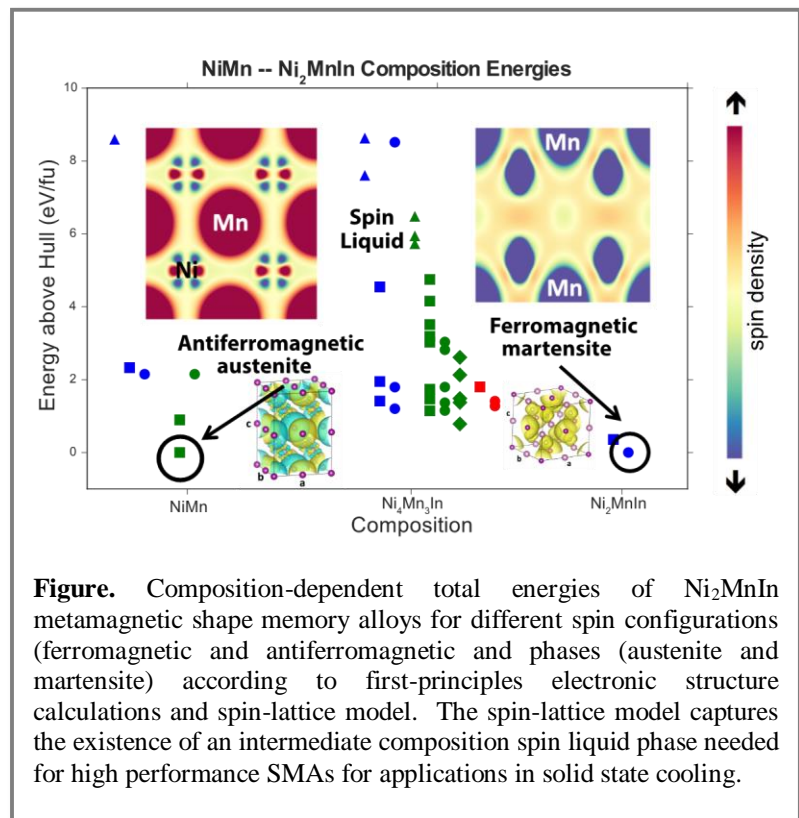 NiMn -- Ni₂MnIn Composition Energies
10
8
6
4
2
0
Energy above Hull (eV/fu)
Mn
Ni
Mn
Mn
Spin
Liquid
Antiferromagnetic
austenite
Ferromagnetic
martensite
c
b
a
c
b
a
NiMn
Ni₄Mn₃In
Ni₂MnIn
Composition
spin density
Figure. Composition-dependent total energies of Ni₂MnIn
metamagnetic shape memory alloys for different spin configurations
(ferromagnetic and antiferromagnetic and phases (austenite and
martensite) according to first-principles electronic structure
calculations and spin-lattice model. The spin-lattice model captures
the existence of an intermediate composition spin liquid phase needed
for high performance SMAs for applications in solid state cooling.